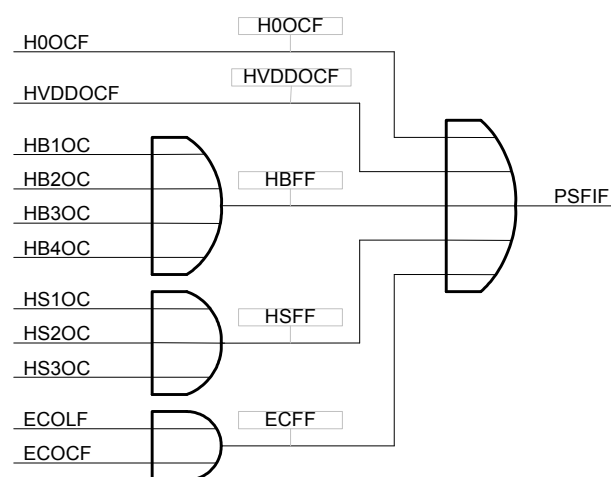 H0OCF
H0OCF
HVDDOCF
HVDDOCF
HB1OC
HB2OC
HBFF
HB3OC
HB4OC
PSFIF
HS1OC
HS2OC
HSFF
HS3OC
ECOLF
ECFF
ECOCF